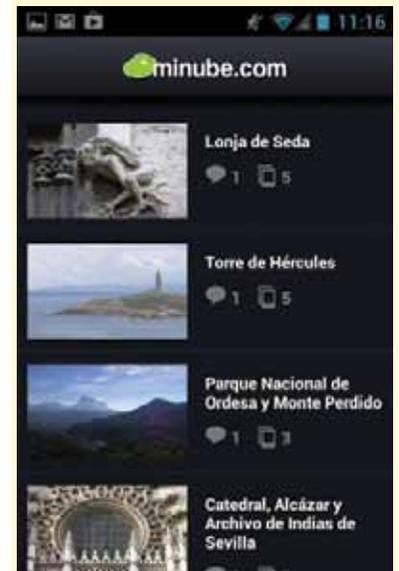 11:16
minube.com
Lonja de Seda
1 5
Torre de Hércules
1 5
Parque Nacional de
Ordesa y Monte Perdido
1 3
Catedral, Alcázar y
Archivo de Indias de
Sevilla